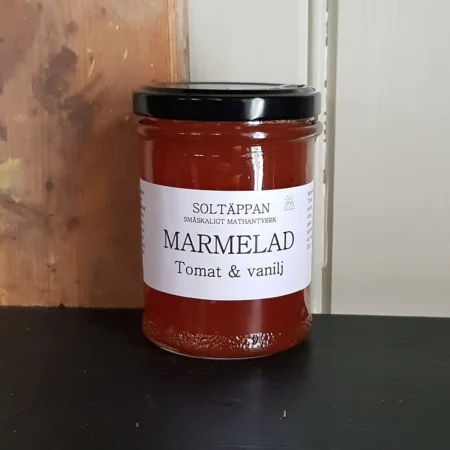 SOLTÄPPAN
SMÅSKALIGT MATHANTVERK
MARMELAD
Tomat & vanilj